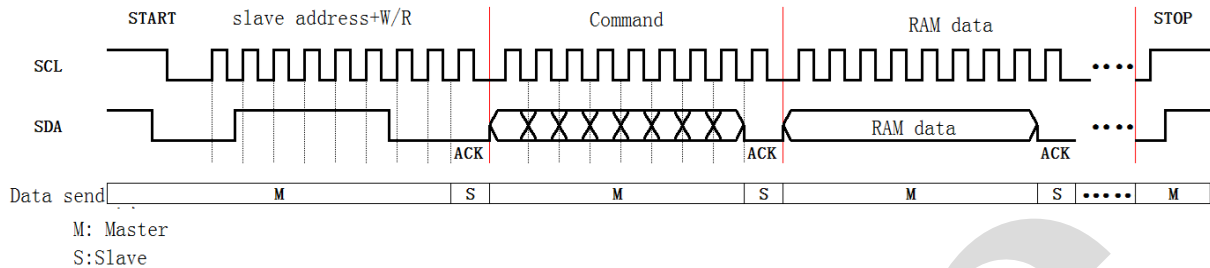 START slave address+W/R Command RAM data STOP
SCL
SDA RAM data
ACK ACK ACK
Data send M S M S M S M
M: Master
S:Slave